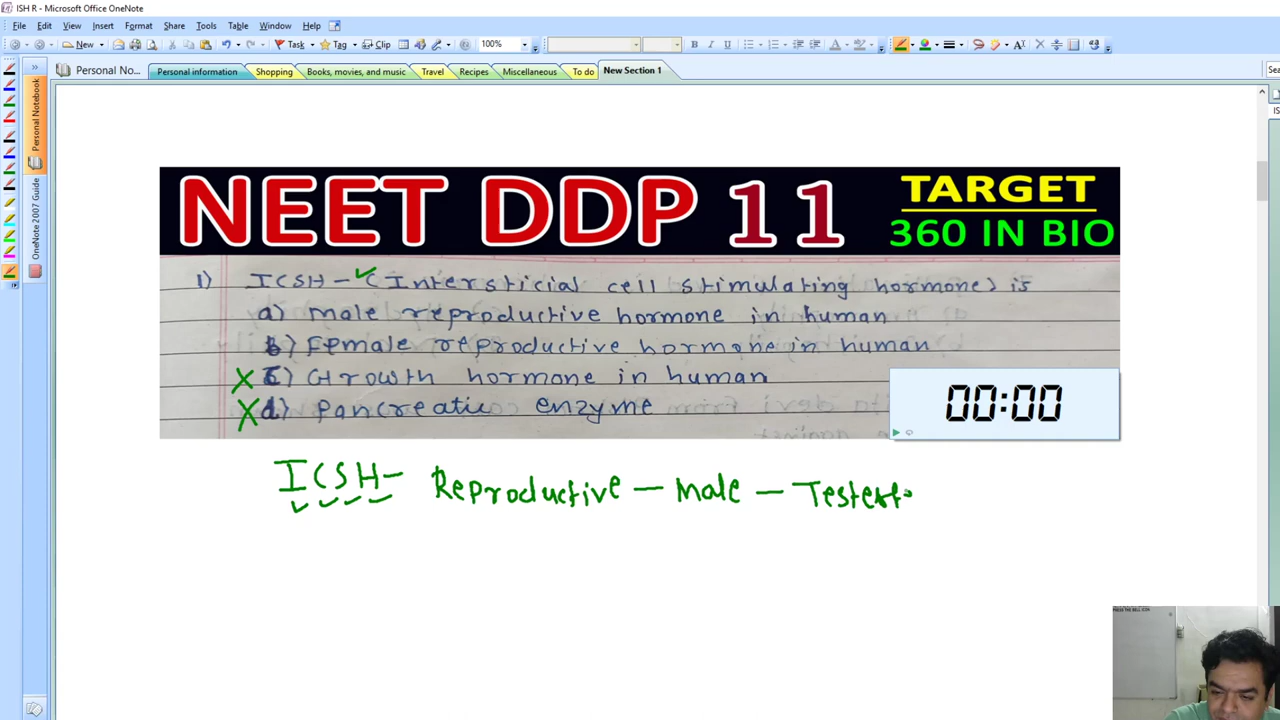 ISH R - Microsoft Office OneNote
File Edit View Insert Format Share Tools Table Window Help
New Task Tag Clip 100%
Personal No... Personal information Shopping Books, movies, and music Travel Recipes Miscellaneous To do New Section 1 Sea
Personal Notebook
OneNote 2007 Guide
NEET DDP 11
TARGET
360 IN BIO
1) ICSH - (Intersticial cell stimulating hormone) is
a) Male reproductive hormone in human
b) Female reproductive hormone in human
c) Growth hormone in human
d) Pancreatic enzyme
00:00
ICSH - Reproductive - Male - Testest